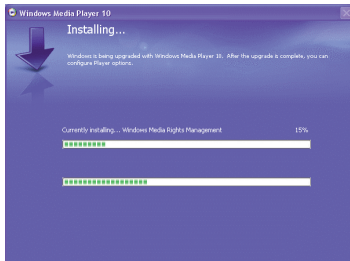 Windows Media Player 10
Installing...
Windows is being upgraded with Windows Media Player 10. After the upgrade is complete, you can
configure Player options.
Currently installing... Windows Media Rights Management 15%